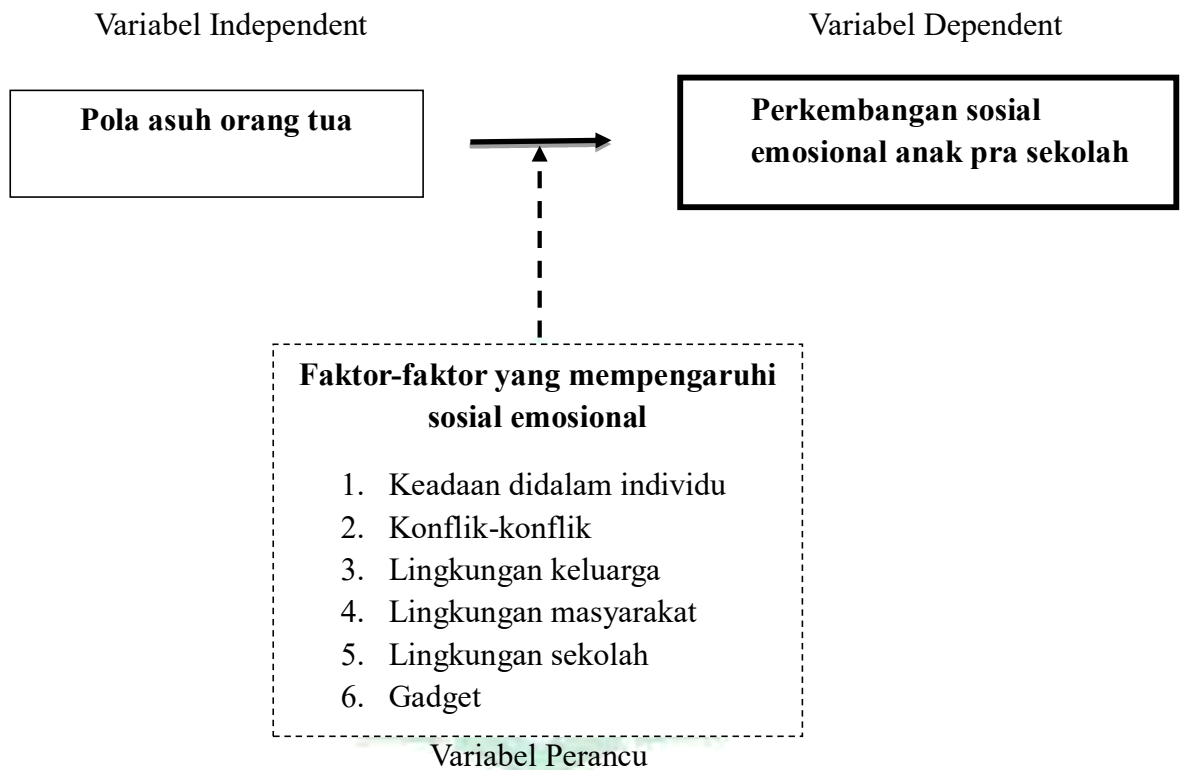 Variabel Independent
Variabel Dependent
Pola asuh orang tua
Perkembangan sosial
emosional anak pra sekolah
Faktor-faktor yang mempengaruhi
sosial emosional
1. Keadaan didalam individu
2. Konflik-konflik
3. Lingkungan keluarga
4. Lingkungan masyarakat
5. Lingkungan sekolah
6. Gadget
Variabel Perancu